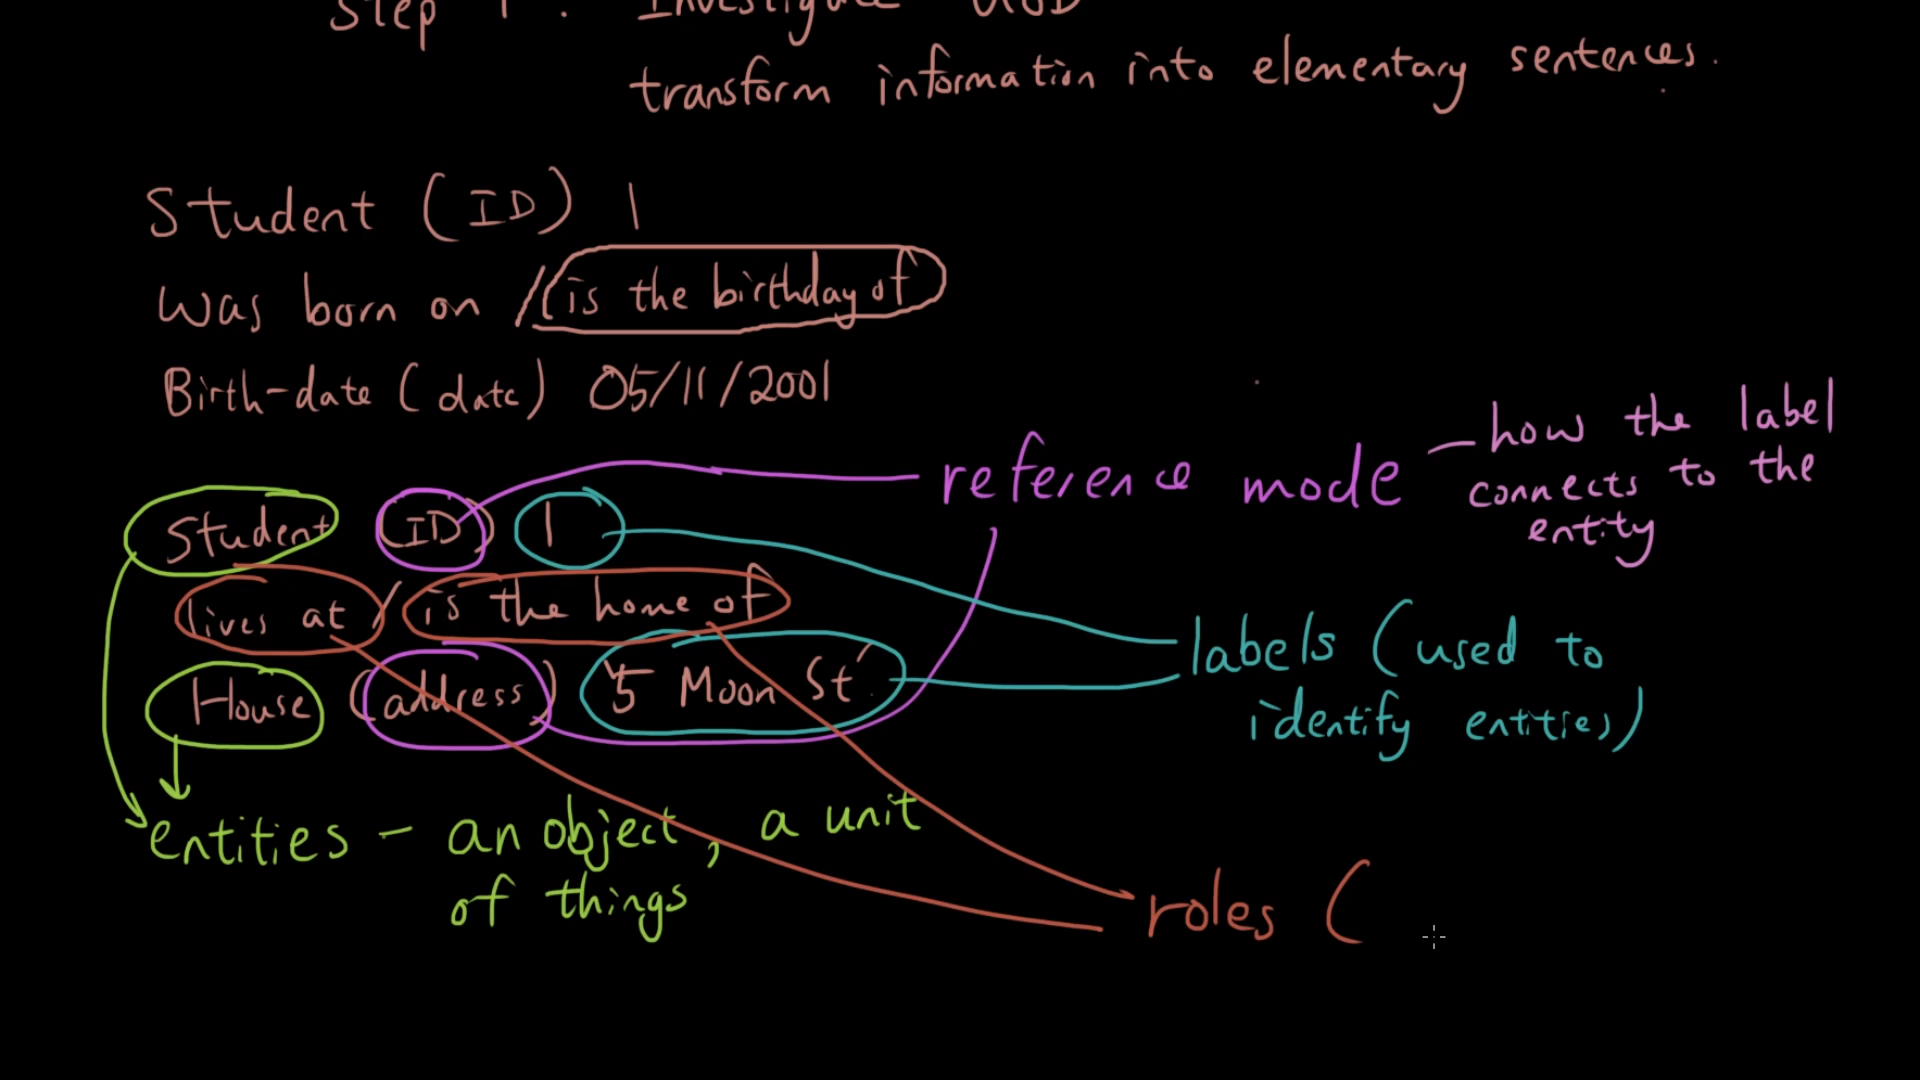 Step 1 : Investigate UoD
transform information into elementary sentences.
Student (ID) 1
was born on / is the birthday of
Birth-date (date) 05/11/2001
Student (ID) 1
lives at / is the home of
House (address) '5 Moon St'
reference mode — how the label
connects to the
entity
labels (used to
identify entities)
entities – an object, a unit
of things
roles (